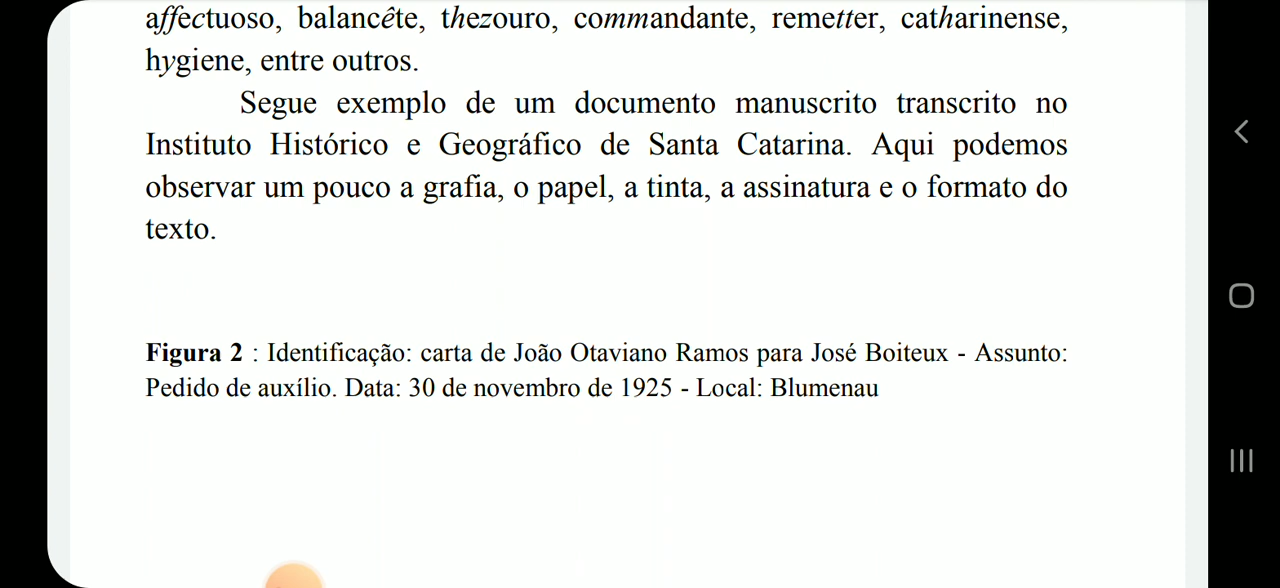 affectuoso, balancête, thezouro, commandante, remetter, catharinense,
hygiene, entre outros.
Segue exemplo de um documento manuscrito transcrito no
Instituto Histórico e Geográfico de Santa Catarina. Aqui podemos
observar um pouco a grafia, o papel, a tinta, a assinatura e o formato do
texto.
Figura 2 : Identificação: carta de João Otaviano Ramos para José Boiteux - Assunto:
Pedido de auxílio. Data: 30 de novembro de 1925 - Local: Blumenau